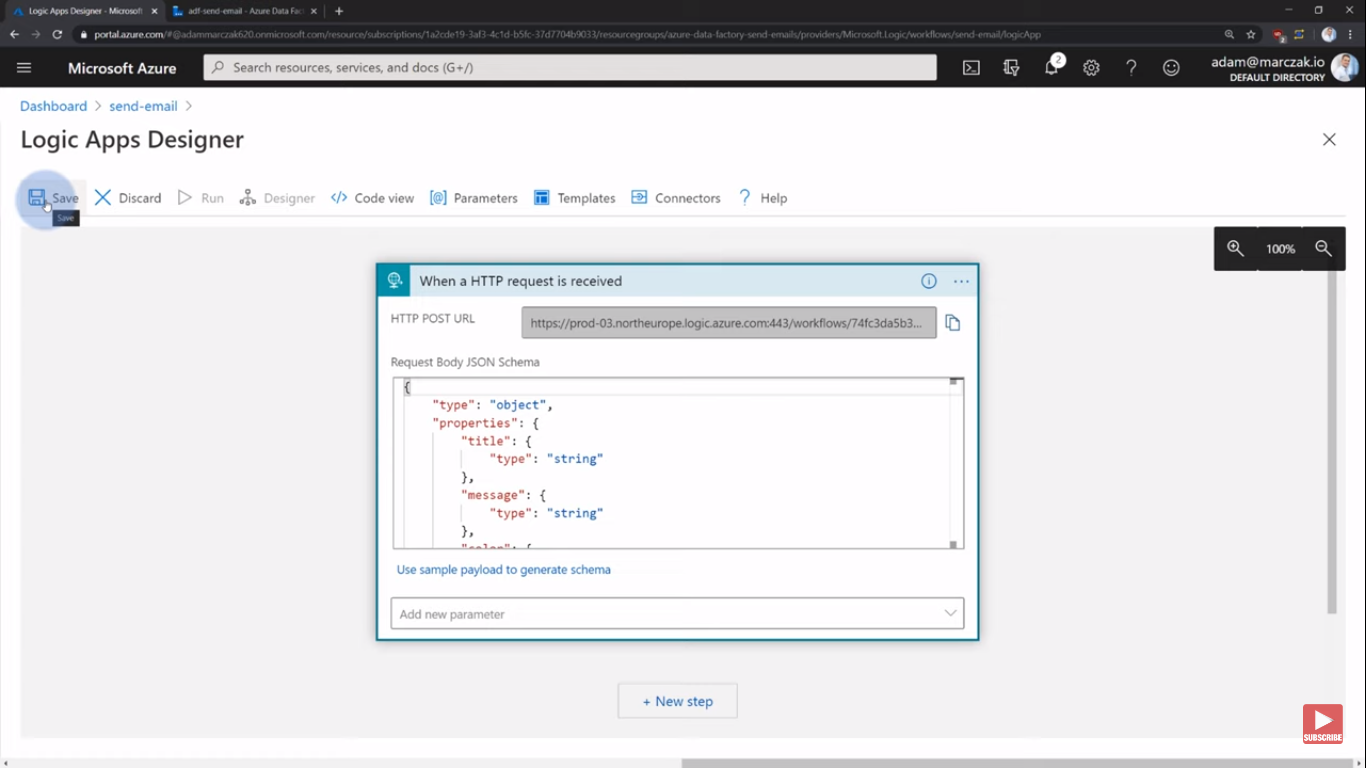 Logic Apps Designer - Microsoft
adf-send-email - Azure Data Fac
portal.azure.com/#@adammarczak620.onmicrosoft.com/resource/subscriptions/1a2cde19-3af3-4c1d-b5fc-37d7704b9033/resourcegroups/azure-data-factory-send-emails/providers/Microsoft.Logic/workflows/send-email/logicApp
Microsoft Azure
Search resources, services, and docs (G+/)
2
adam@marczak.io
DEFAULT DIRECTORY
Dashboard > send-email >
Logic Apps Designer
Save Discard Run Designer Code view Parameters Templates Connectors Help
Save
100%
When a HTTP request is received
HTTP POST URL
https://prod-03.northeurope.logic.azure.com:443/workflows/74fc3da5b3...
Request Body JSON Schema
{
"type": "object",
"properties": {
"title": {
"type": "string"
},
"message": {
"type": "string"
},
Use sample payload to generate schema
Add new parameter
+ New step
SUBSCRIBE